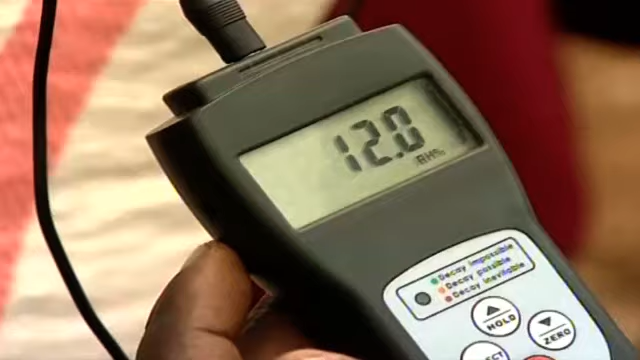 12.0
RH%
Decay impossible
Decay possible
Decay inevitable
HOLD
ZERO